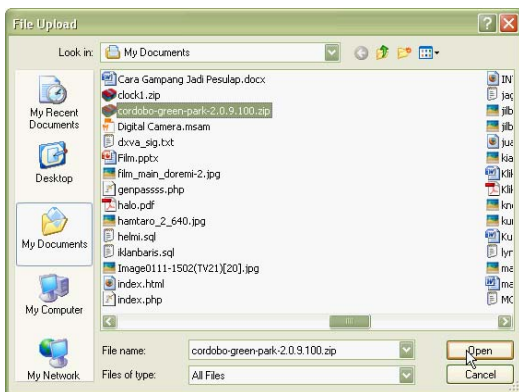 File Upload
Look in:
My Documents
My Recent Documents
Desktop
My Documents
My Computer
My Network
Cara Gampang Jadi Pesulap.docx
clock1.zip
cordobo-green-park-2.0.9.100.zip
Digital Camera.msam
dxva_sig.txt
Film.pptx
film_main_doremi-2.jpg
genpassss.php
halo.pdf
hamtaro_2_640.jpg
helmi.sql
iklanbaris.sql
Image0111-1502(TV21)[20].jpg
index.html
index.php
File name:
cordobo-green-park-2.0.9.100.zip
Open
Files of type:
All Files
Cancel